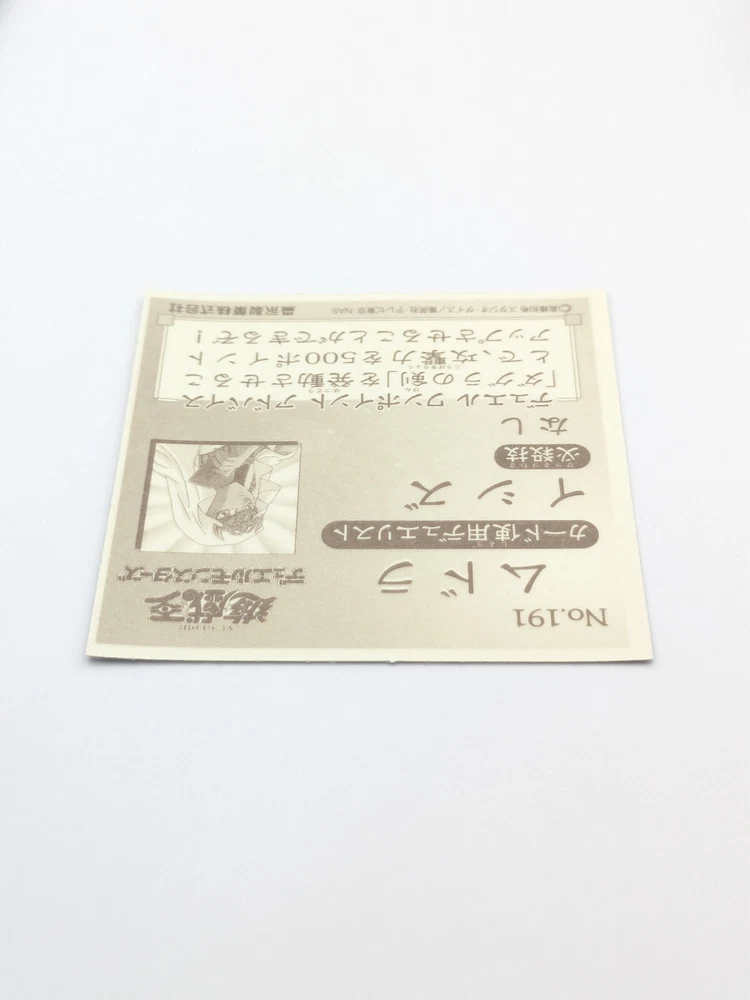 No.191
ムドラ
カード使用デュエリスト
イシズ
必殺技
なし
遊戯王
デュエルモンスターズ
デュエル ワンポイント アドバイス
「ダグラの剣」を発動させるこ
とで、攻撃力を500ポイント
アップさせることができるぞ!
©高橋和希 スタジオ・ダイス/集英社・テレビ東京・NAS
森永製菓株式会社